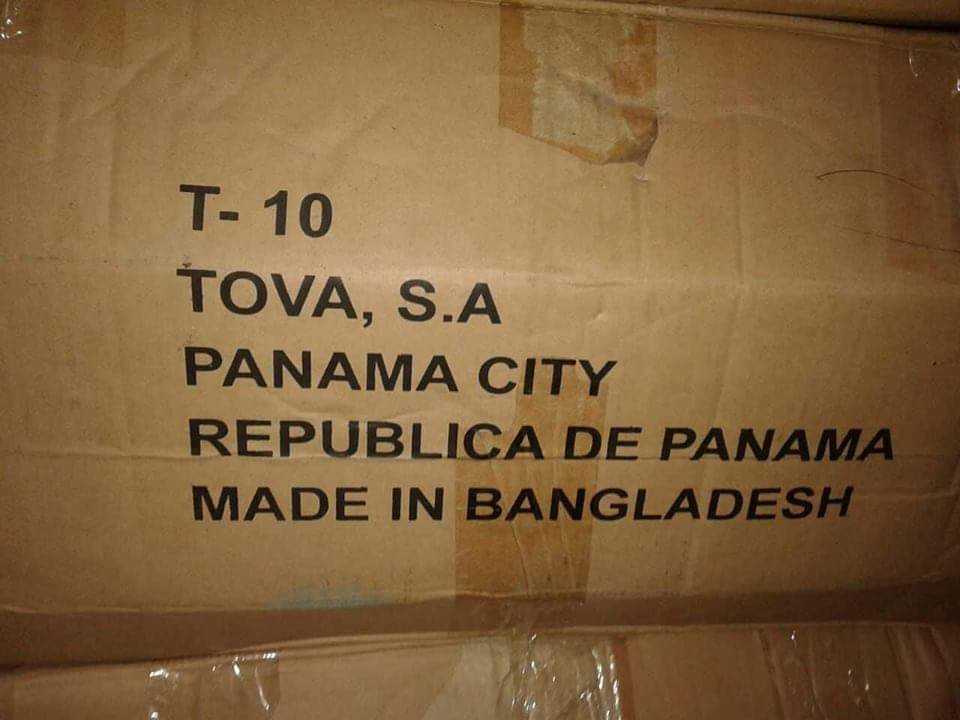 T- 10
TOVA, S.A
PANAMA CITY
REPUBLICA DE PANAMA
MADE IN BANGLADESH